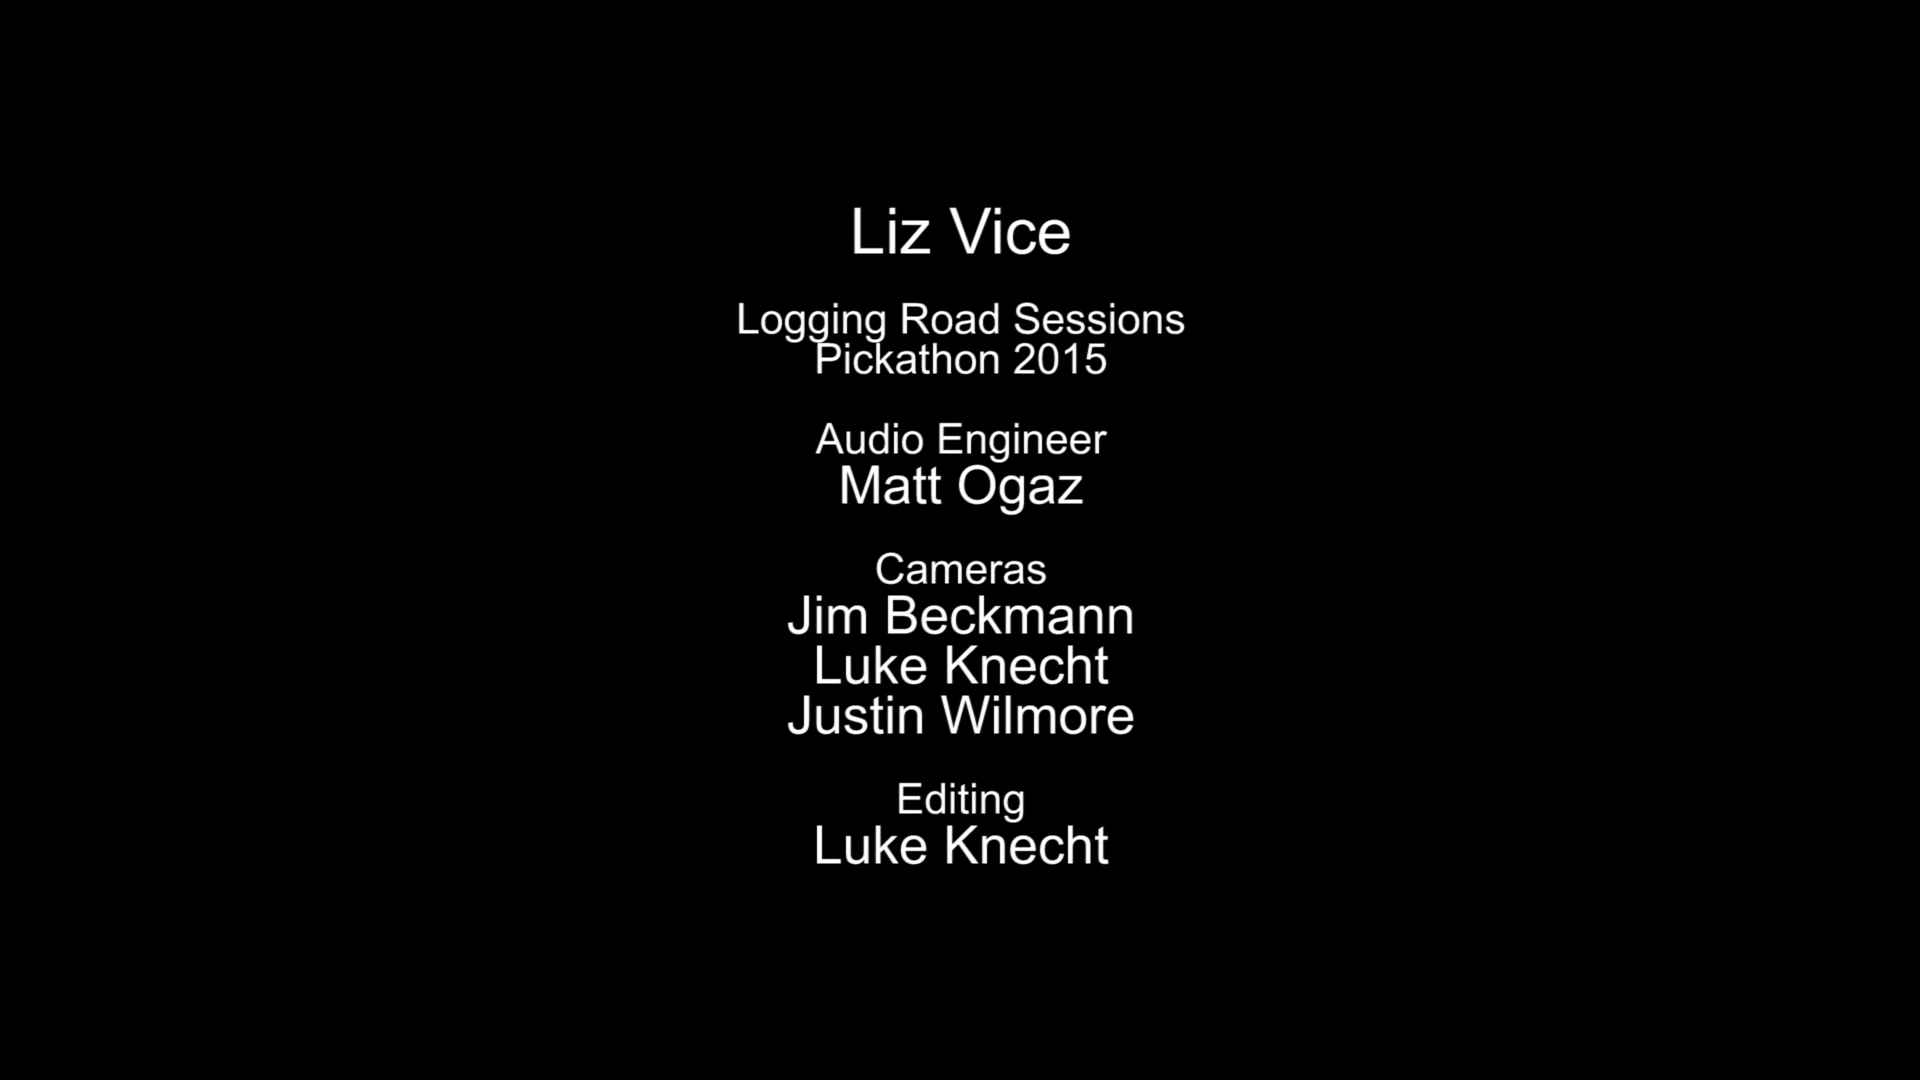 Liz Vice
Logging Road Sessions
Pickathon 2015
Audio Engineer
Matt Ogaz
Cameras
Jim Beckmann
Luke Knecht
Justin Wilmore
Editing
Luke Knecht